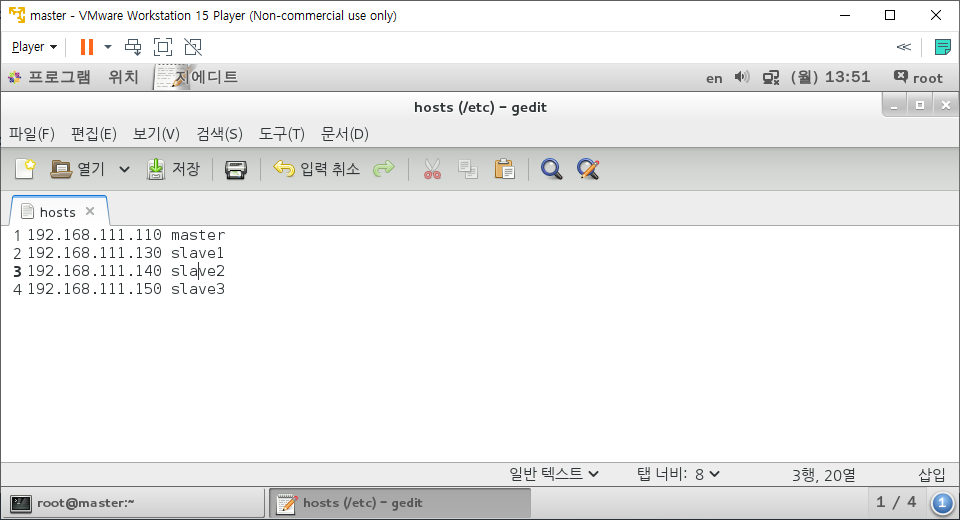 master - VMware Workstation 15 Player (Non-commercial use only)
Player
프로그램 위치 지에디트 en (월) 13:51 root
hosts (/etc) - gedit
파일(F) 편집(E) 보기(V) 검색(S) 도구(T) 문서(D)
열기 저장 입력 취소
hosts
1 192.168.111.110 master
2 192.168.111.130 slave1
3 192.168.111.140 slave2
4 192.168.111.150 slave3
일반 텍스트 탭 너비: 8 3행, 20열 삽입
root@master:~ hosts (/etc) - gedit 1 / 4 1